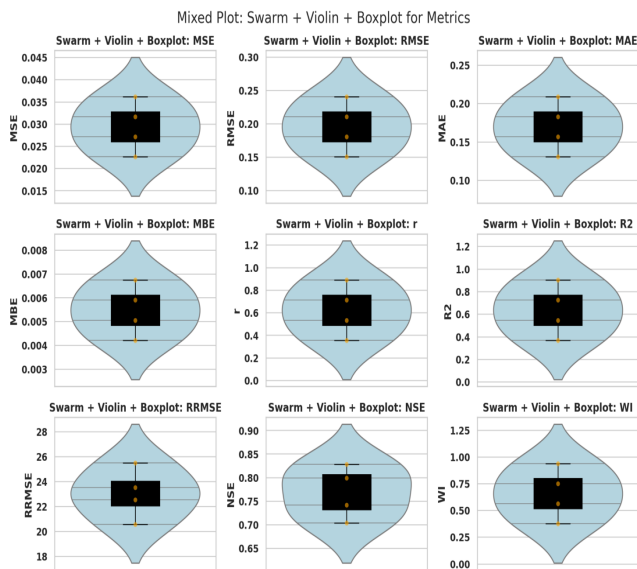 Mixed Plot: Swarm + Violin + Boxplot for Metrics
Swarm + Violin + Boxplot: MSE
Swarm + Violin + Boxplot: RMSE
Swarm + Violin + Boxplot: MAE
0.045
0.040
0.035
0.030
0.025
0.020
0.015
MSE
0.30
0.25
0.20
0.15
0.10
RMSE
0.25
0.20
0.15
0.10
MAE
Swarm + Violin + Boxplot: MBE
Swarm + Violin + Boxplot: r
Swarm + Violin + Boxplot: R2
0.008
0.007
0.006
0.005
0.004
0.003
MBE
1.2
1.0
0.8
0.6
0.4
0.2
0.0
r
1.2
1.0
0.8
0.6
0.4
0.2
0.0
R2
Swarm + Violin + Boxplot: RRMSE
Swarm + Violin + Boxplot: NSE
Swarm + Violin + Boxplot: WI
28
26
24
22
20
18
RRMSE
0.90
0.85
0.80
0.75
0.70
0.65
NSE
1.25
1.00
0.75
0.50
0.25
0.00
WI